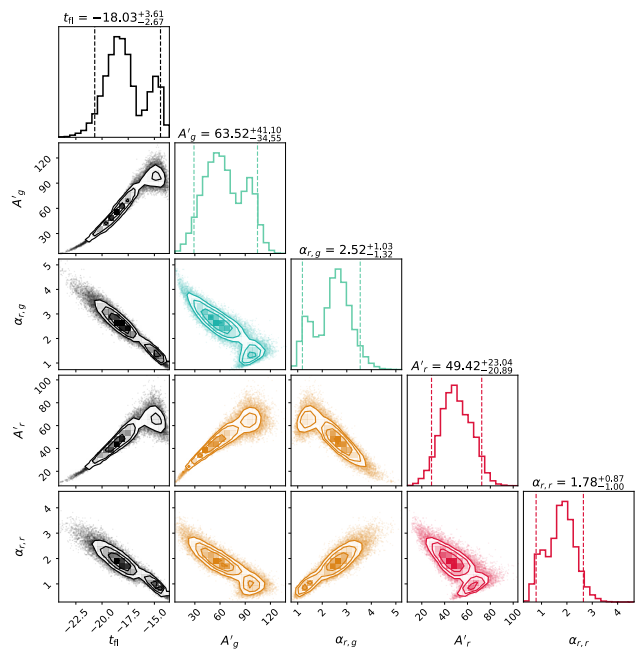 t_fl = −18.03^{+3.61}_{−2.67}
A′_g = 63.52^{+41.10}_{−34.55}
120
90
60
30
A′_g
α_{r,g} = 2.52^{+1.03}_{−1.32}
5
4
3
2
1
α_{r,g}
A′_r = 49.42^{+23.04}_{−20.89}
100
80
60
40
20
A′_r
α_{r,r} = 1.78^{+0.87}_{−1.00}
4
3
2
1
α_{r,r}
−22.5 −20.0 −17.5 −15.0 30 60 90 120 1 2 3 4 5 20 40 60 80 100 1 2 3 4
t_fl A′_g α_{r,g} A′_r α_{r,r}